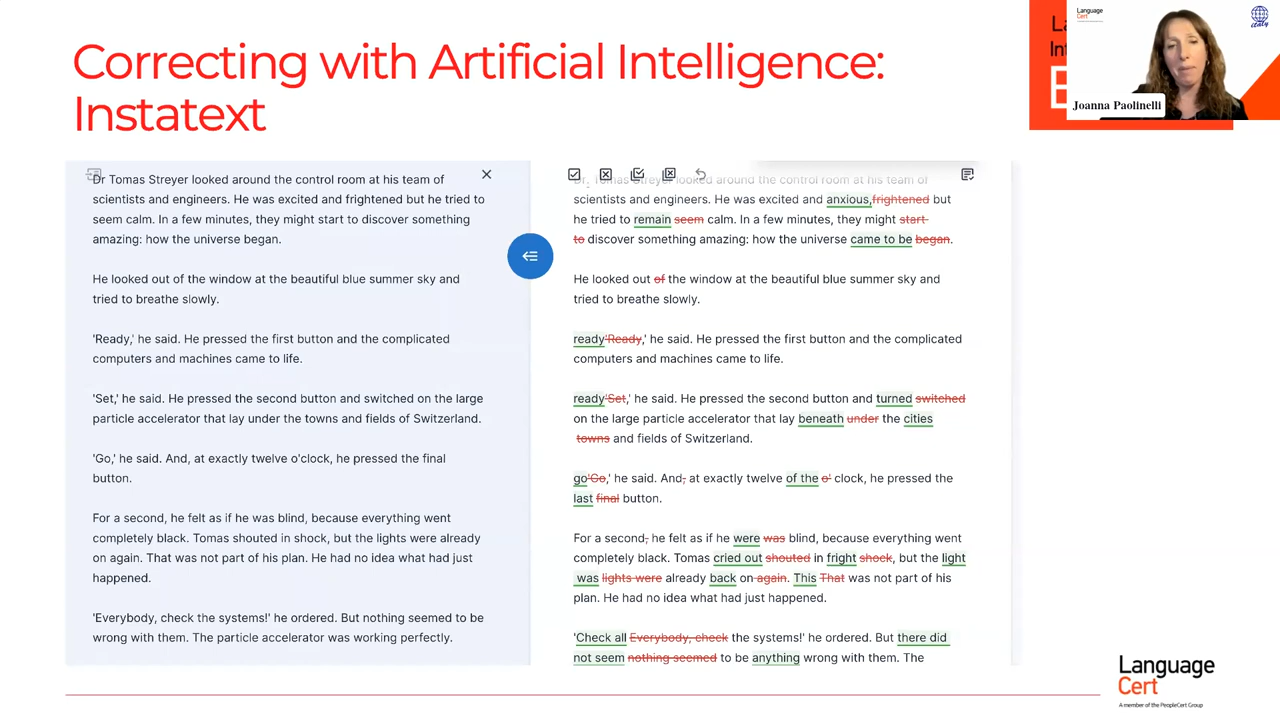 Correcting with Artificial Intelligence:
Instatext
Dr Tomas Streyer looked around the control room at his team of
scientists and engineers. He was excited and frightened but he tried to
seem calm. In a few minutes, they might start to discover something
amazing: how the universe began.
He looked out of the window at the beautiful blue summer sky and
tried to breathe slowly.
'Ready,' he said. He pressed the first button and the complicated
computers and machines came to life.
'Set,' he said. He pressed the second button and switched on the large
particle accelerator that lay under the towns and fields of Switzerland.
'Go,' he said. And, at exactly twelve o'clock, he pressed the final
button.
For a second, he felt as if he was blind, because everything went
completely black. Tomas shouted in shock, but the lights were already
on again. That was not part of his plan. He had no idea what had just
happened.
'Everybody, check the systems!' he ordered. But nothing seemed to be
wrong with them. The particle accelerator was working perfectly.
Dr. Tomas Streyer looked around the control room at his team of
scientists and engineers. He was excited and anxious,frightened but
he tried to remain seem calm. In a few minutes, they might start
to discover something amazing: how the universe came to be began.
He looked out of the window at the beautiful blue summer sky and
tried to breathe slowly.
ready'Ready,' he said. He pressed the first button and the complicated
computers and machines came to life.
ready'Set,' he said. He pressed the second button and turned switched
on the large particle accelerator that lay beneath under the cities
towns and fields of Switzerland.
go'Go,' he said. And, at exactly twelve of the o' clock, he pressed the
last final button.
For a second, he felt as if he were was blind, because everything went
completely black. Tomas cried out shouted in fright shock, but the light
was lights were already back on again. This That was not part of his
plan. He had no idea what had just happened.
'Check all Everybody, check the systems!' he ordered. But there did
not seem nothing seemed to be anything wrong with them. The
Language
Cert
Joanna Paolinelli
italy
Language
Cert
A member of the PeopleCert Group